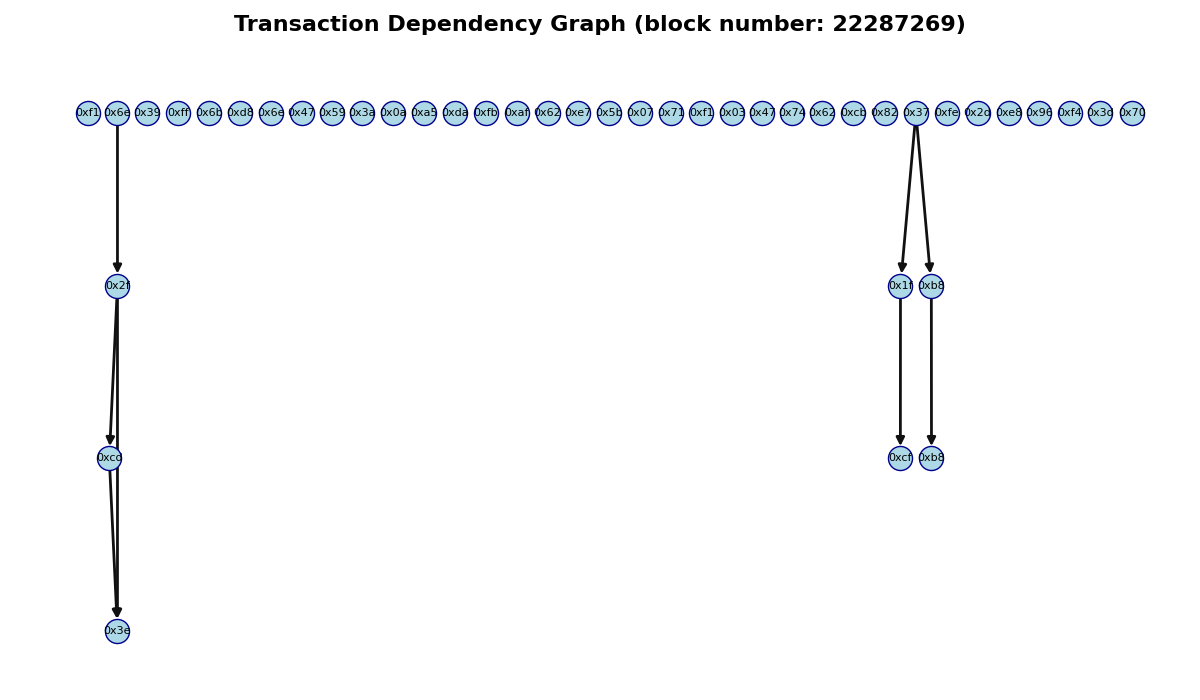 Transaction Dependency Graph (block number: 22287269)
0xf1 0x6e 0x39 0xff 0x6b 0xd8 0x6e 0x47 0x59 0x3a 0x0a 0xa5 0xda 0xfb 0xaf 0x62 0xe7 0x5b 0x07 0x71 0xf1 0x03 0x47 0x74 0x62 0xcb 0x82 0x37 0xfe 0x2d 0xe8 0x96 0xf4 0x3d 0x70
0x2f 0x1f 0xb8
0xcd 0xcf 0xb8
0x3e